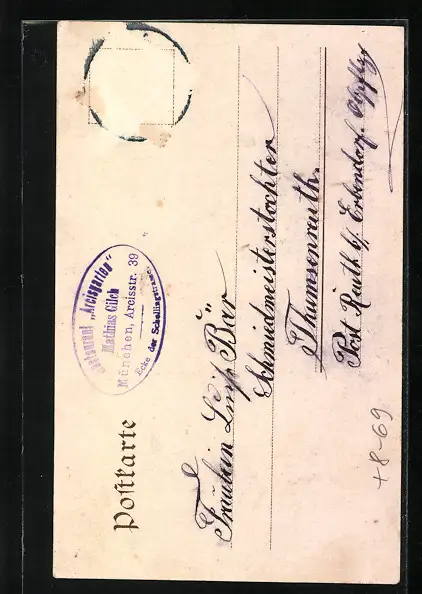 Postkarte
Restaurant „Arcisgarten"
Mathias Gilch
München, Arcisstr. 39
Ecke der Schellingstrasse
Fräulein Bär
Schmiedmeisterstochter
Thumsenreuth.
Post Reuth b/ Erbendorf.
+8-69